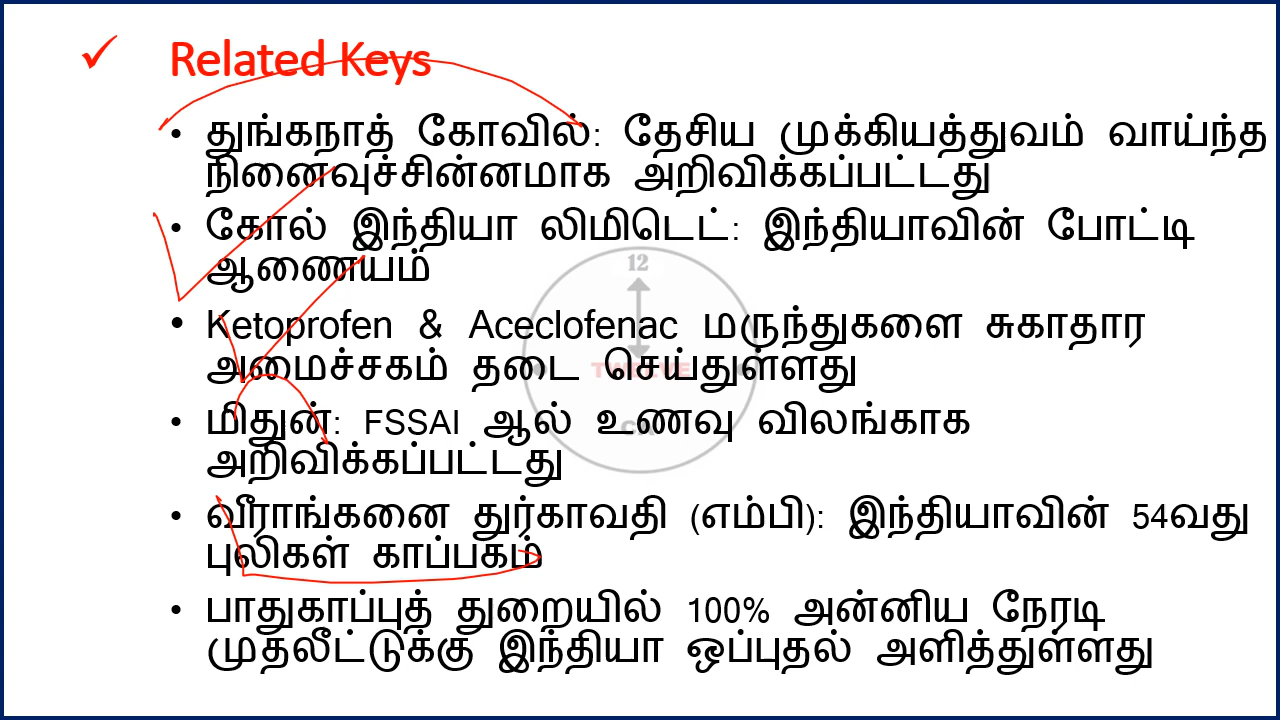 ✓ Related Keys
• துங்கநாத் கோவில்: தேசிய முக்கியத்துவம் வாய்ந்த
நினைவுச்சின்னமாக அறிவிக்கப்பட்டது
• கோல் இந்தியா லிமிடெட்: இந்தியாவின் போட்டி
ஆணையம்
• Ketoprofen & Aceclofenac மருந்துகளை சுகாதார
அமைச்சகம் தடை செய்துள்ளது
• மிதுன்: FSSAI ஆல் உணவு விலங்காக
அறிவிக்கப்பட்டது
• வீராங்கனை துர்காவதி (எம்பி): இந்தியாவின் 54வது
புலிகள் காப்பகம்
• பாதுகாப்புத் துறையில் 100% அன்னிய நேரடி
முதலீட்டுக்கு இந்தியா ஒப்புதல் அளித்துள்ளது
12